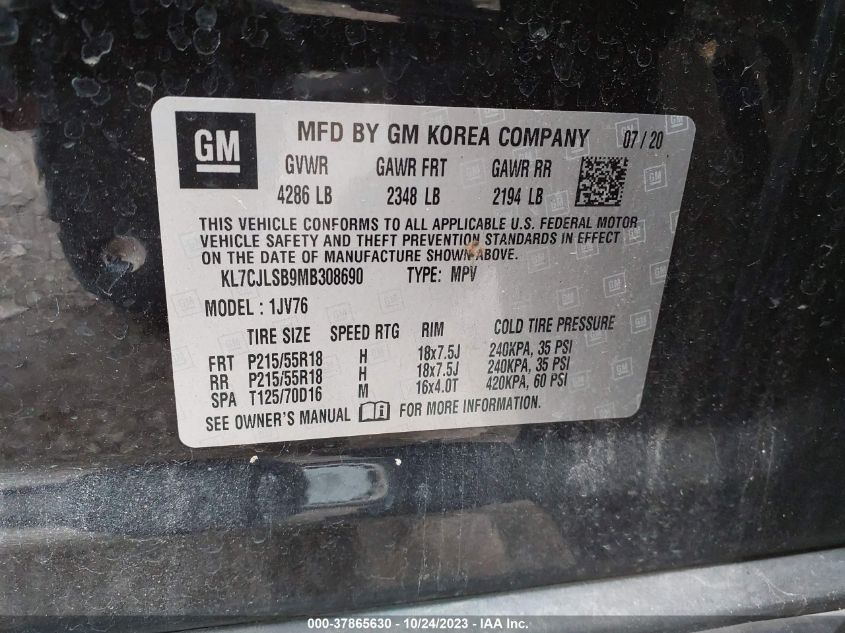 GM MFD BY GM KOREA COMPANY 07/20
GVWR GAWR FRT GAWR RR
4286 LB 2348 LB 2194 LB
THIS VEHICLE CONFORMS TO ALL APPLICABLE U.S. FEDERAL MOTOR
VEHICLE SAFETY AND THEFT PREVENTION STANDARDS IN EFFECT
ON THE DATE OF MANUFACTURE SHOWN ABOVE.
KL7CJLSB9MB308690 TYPE: MPV
MODEL : 1JV76
TIRE SIZE SPEED RTG RIM COLD TIRE PRESSURE
FRT P215/55R18 H 18x7.5J 240KPA, 35 PSI
RR P215/55R18 H 18x7.5J 240KPA, 35 PSI
SPA T125/70D16 M 16x4.0T 420KPA, 60 PSI
SEE OWNER'S MANUAL FOR MORE INFORMATION.
000-37865630 - 10/24/2023 - IAA Inc.